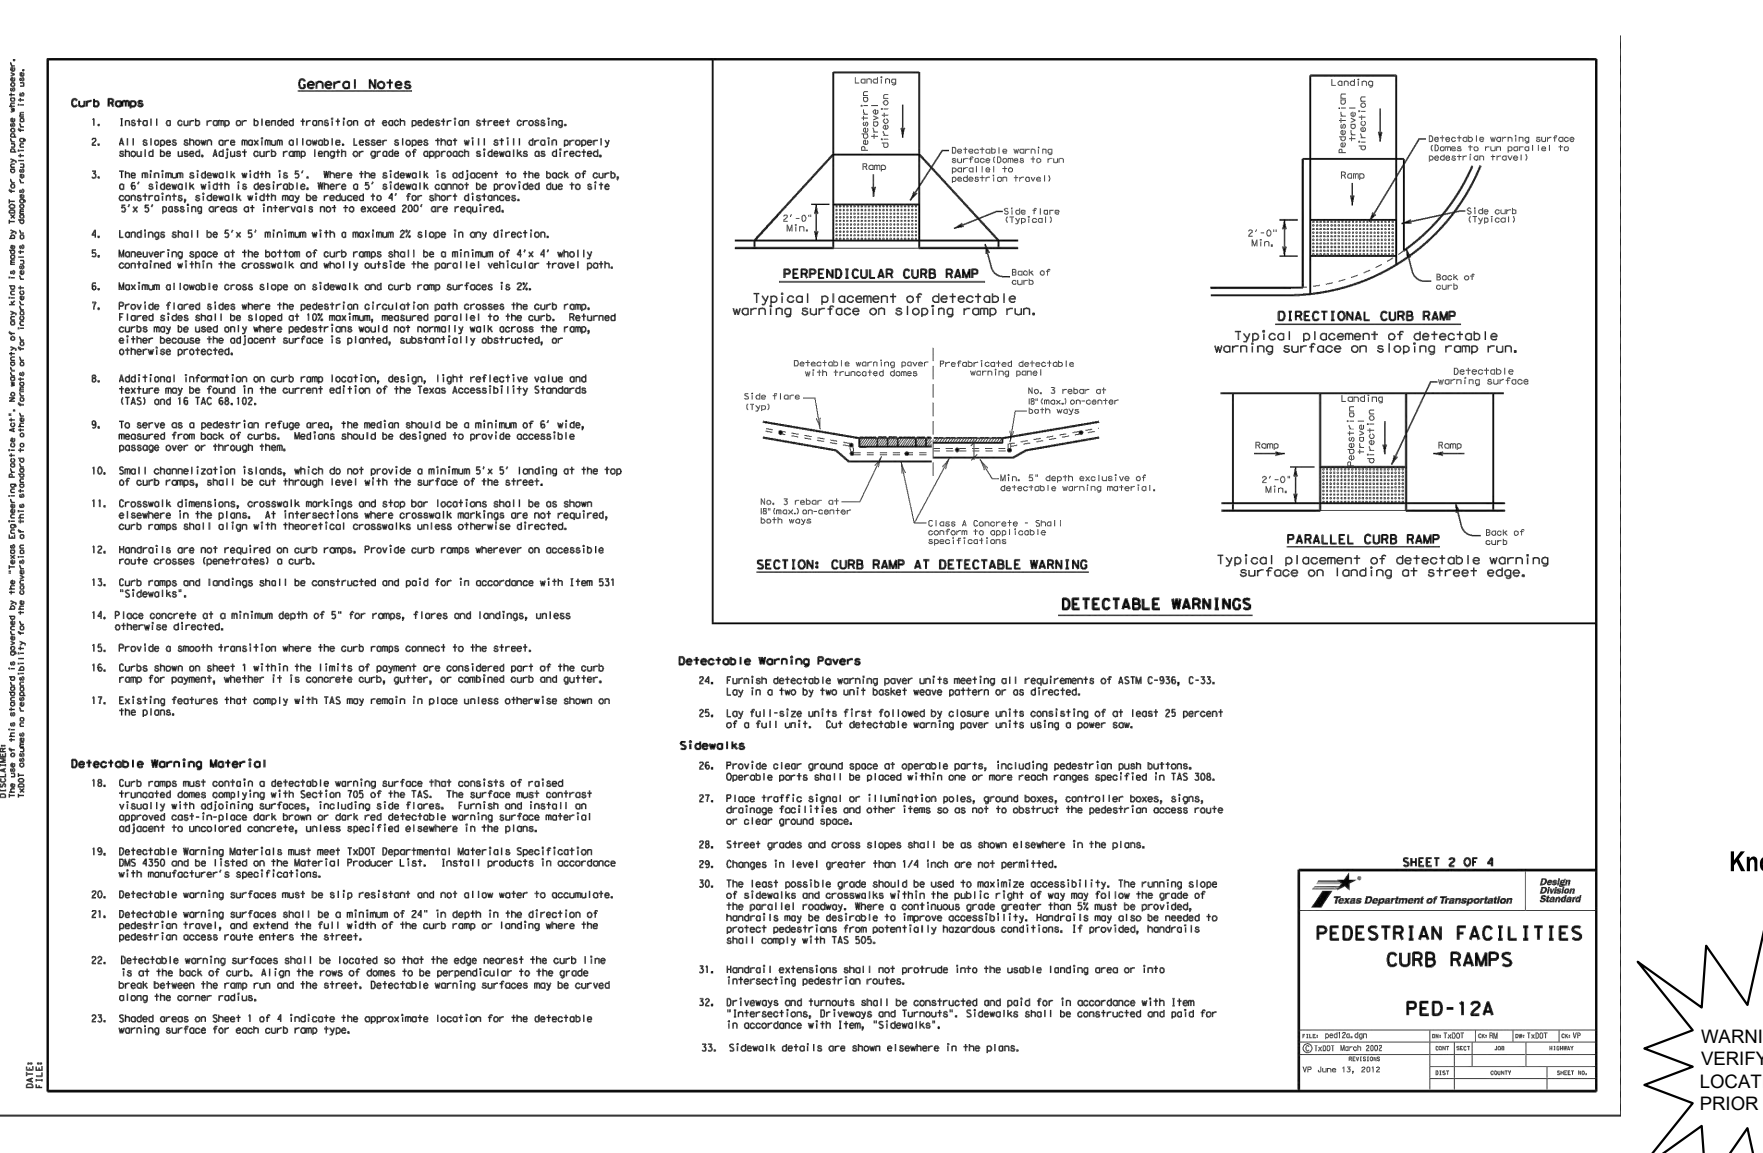 DISCLAIMER:
The use of this standard is governed by the "Texas Engineering Practice Act". No warranty of any kind is made by TxDOT for any purpose whatsoever.
TxDOT assumes no responsibility for the conversion of this standard to other formats or for incorrect results or damages resulting from its use.
DATE:
FILE:
General Notes
Curb Ramps
1. Install a curb ramp or blended transition at each pedestrian street crossing.
2. All slopes shown are maximum allowable. Lesser slopes that will still drain properly
should be used. Adjust curb ramp length or grade of approach sidewalks as directed.
3. The minimum sidewalk width is 5'. Where the sidewalk is adjacent to the back of curb,
a 6' sidewalk width is desirable. Where a 5' sidewalk cannot be provided due to site
constraints, sidewalk width may be reduced to 4' for short distances.
5'x 5' passing areas at intervals not to exceed 200' are required.
4. Landings shall be 5'x 5' minimum with a maximum 2% slope in any direction.
5. Maneuvering space at the bottom of curb ramps shall be a minimum of 4'x 4' wholly
contained within the crosswalk and wholly outside the parallel vehicular travel path.
6. Maximum allowable cross slope on sidewalk and curb ramp surfaces is 2%.
7. Provide flared sides where the pedestrian circulation path crosses the curb ramp.
Flared sides shall be sloped at 10% maximum, measured parallel to the curb. Returned
curbs may be used only where pedestrians would not normally walk across the ramp,
either because the adjacent surface is planted, substantially obstructed, or
otherwise protected.
8. Additional information on curb ramp location, design, light reflective value and
texture may be found in the current edition of the Texas Accessibility Standards
(TAS) and 16 TAC 68.102.
9. To serve as a pedestrian refuge area, the median should be a minimum of 6' wide,
measured from back of curbs. Medians should be designed to provide accessible
passage over or through them.
10. Small channelization islands, which do not provide a minimum 5'x 5' landing at the top
of curb ramps, shall be cut through level with the surface of the street.
11. Crosswalk dimensions, crosswalk markings and stop bar locations shall be as shown
elsewhere in the plans. At intersections where crosswalk markings are not required,
curb ramps shall align with theoretical crosswalks unless otherwise directed.
12. Handrails are not required on curb ramps. Provide curb ramps wherever on accessible
route crosses (penetrates) a curb.
13. Curb ramps and landings shall be constructed and paid for in accordance with Item 531
"Sidewalks".
14. Place concrete at a minimum depth of 5" for ramps, flares and landings, unless
otherwise directed.
15. Provide a smooth transition where the curb ramps connect to the street.
16. Curbs shown on sheet 1 within the limits of payment are considered part of the curb
ramp for payment, whether it is concrete curb, gutter, or combined curb and gutter.
17. Existing features that comply with TAS may remain in place unless otherwise shown on
the plans.
Detectable Warning Material
18. Curb ramps must contain a detectable warning surface that consists of raised
truncated domes complying with Section 705 of the TAS. The surface must contrast
visually with adjoining surfaces, including side flares. Furnish and install an
approved cast-in-place dark brown or dark red detectable warning surface material
adjacent to uncolored concrete, unless specified elsewhere in the plans.
19. Detectable Warning Materials must meet TxDOT Departmental Materials Specification
DMS 4350 and be listed on the Material Producer List. Install products in accordance
with manufacturer's specifications.
20. Detectable warning surfaces must be slip resistant and not allow water to accumulate.
21. Detectable warning surfaces shall be a minimum of 24" in depth in the direction of
pedestrian travel, and extend the full width of the curb ramp or landing where the
pedestrian access route enters the street.
22. Detectable warning surfaces shall be located so that the edge nearest the curb line
is at the back of curb. Align the rows of domes to be perpendicular to the grade
break between the ramp run and the street. Detectable warning surfaces may be curved
along the corner radius.
23. Shaded areas on Sheet 1 of 4 indicate the approximate location for the detectable
warning surface for each curb ramp type.
Landing
Pedestrian
travel
direction
Ramp
Detectable warning
surface(Domes to run
parallel to
pedestrian travel)
2'-0"
Min.
Side flare
(Typical)
Back of
curb
PERPENDICULAR CURB RAMP
Typical placement of detectable
warning surface on sloping ramp run.
Landing
Pedestrian
travel
direction
Ramp
Detectable warning surface
(Domes to run parallel to
pedestrian travel)
2'-0"
Min.
Side curb
(Typical)
Back of
curb
DIRECTIONAL CURB RAMP
Typical placement of detectable
warning surface on sloping ramp run.
Detectable warning paver
with truncated domes
Prefabricated detectable
warning panel
Side flare
(Typ)
No. 3 rebar at
18"(max.)on-center
both ways
No. 3 rebar at
18"(max.)on-center
both ways
Min. 5" depth exclusive of
detectable warning material.
Class A Concrete - Shall
conform to applicable
specifications
SECTION: CURB RAMP AT DETECTABLE WARNING
Detectable
warning surface
Landing
Pedestrian
travel
direction
Ramp
Ramp
2'-0"
Min.
Back of
curb
PARALLEL CURB RAMP
Typical placement of detectable warning
surface on landing at street edge.
DETECTABLE WARNINGS
Detectable Warning Pavers
24. Furnish detectable warning paver units meeting all requirements of ASTM C-936, C-33.
Lay in a two by two unit basket weave pattern or as directed.
25. Lay full-size units first followed by closure units consisting of at least 25 percent
of a full unit. Cut detectable warning paver units using a power saw.
Sidewalks
26. Provide clear ground space at operable parts, including pedestrian push buttons.
Operable parts shall be placed within one or more reach ranges specified in TAS 308.
27. Place traffic signal or illumination poles, ground boxes, controller boxes, signs,
drainage facilities and other items so as not to obstruct the pedestrian access route
or clear ground space.
28. Street grades and cross slopes shall be as shown elsewhere in the plans.
29. Changes in level greater than 1/4 inch are not permitted.
30. The least possible grade should be used to maximize accessibility. The running slope
of sidewalks and crosswalks within the public right of way may follow the grade of
the parallel roadway. Where a continuous grade greater than 5% must be provided,
handrails may be desirable to improve accessibility. Handrails may also be needed to
protect pedestrians from potentially hazardous conditions. If provided, handrails
shall comply with TAS 505.
31. Handrail extensions shall not protrude into the usable landing area or into
intersecting pedestrian routes.
32. Driveways and turnouts shall be constructed and paid for in accordance with Item
"Intersections, Driveways and Turnouts". Sidewalks shall be constructed and paid for
in accordance with Item, "Sidewalks".
33. Sidewalk details are shown elsewhere in the plans.
SHEET 2 OF 4
Texas Department of Transportation
Design
Division
Standard
PEDESTRIAN FACILITIES
CURB RAMPS
PED-12A
FILE: ped12a.dgn DN: TxDOT CK: RM DW: TxDOT CK: VP
© TxDOT March 2002 CONT SECT JOB HIGHWAY
REVISIONS
VP June 13, 2012
DIST COUNTY SHEET NO.
Kno
WARNI
VERIFY
LOCAT
PRIOR